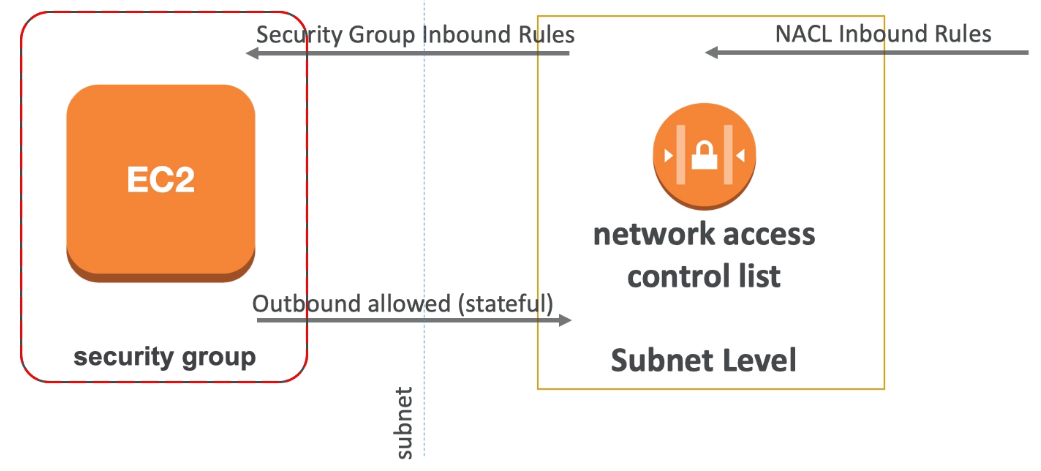 Security Group Inbound Rules
NACL Inbound Rules
EC2
network access
control list
Outbound allowed (stateful)
security group
Subnet Level
subnet